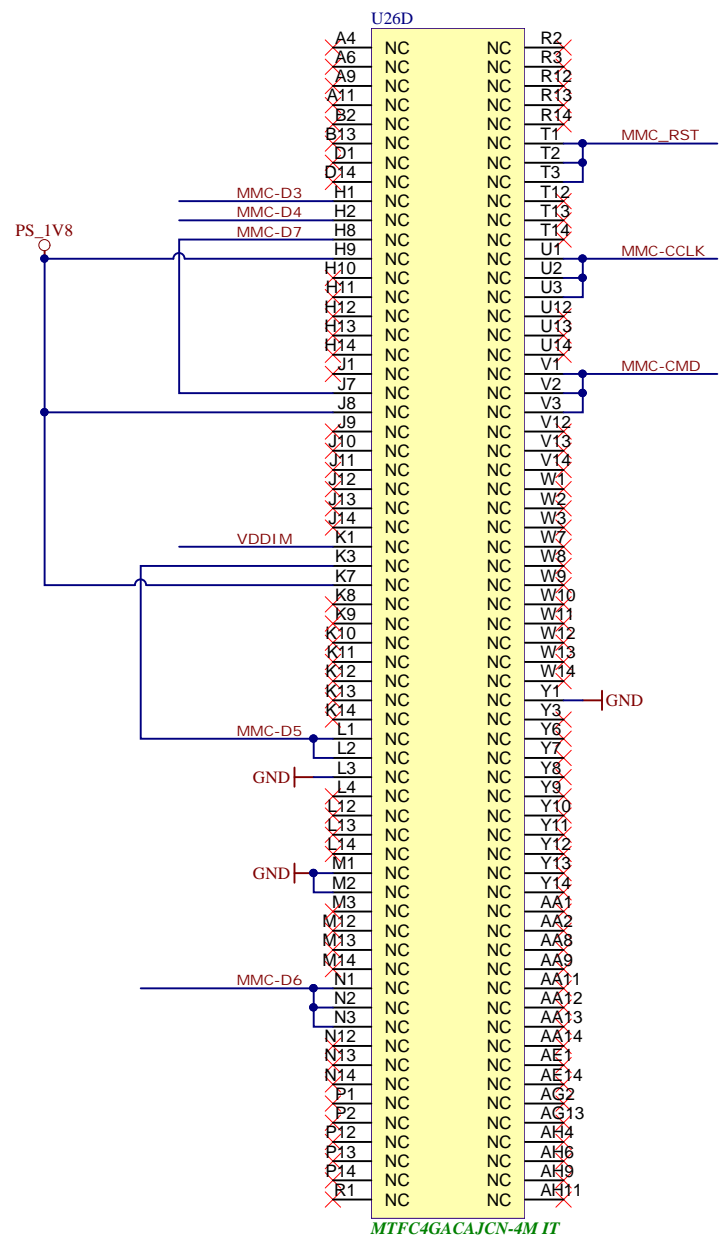 U26D
A4 NC NC R2
A6 NC NC R3
A9 NC NC R12
A11 NC NC R13
B2 NC NC R14
B13 NC NC T1 MMC_RST
D1 NC NC T2
D14 NC NC T3
MMC-D3 H1 NC NC T12
MMC-D4 H2 NC NC T13
PS_1V8
MMC-D7 H8 NC NC T14
H9 NC NC U1 MMC-CCLK
H10 NC NC U2
H11 NC NC U3
H12 NC NC U12
H13 NC NC U13
H14 NC NC U14
J1 NC NC V1 MMC-CMD
J7 NC NC V2
J8 NC NC V3
J9 NC NC V12
J10 NC NC V13
J11 NC NC V14
J12 NC NC W1
J13 NC NC W2
J14 NC NC W3
VDDIM K1 NC NC W7
K3 NC NC W8
K7 NC NC W9
K8 NC NC W10
K9 NC NC W11
K10 NC NC W12
K11 NC NC W13
K12 NC NC W14
K13 NC NC Y1 GND
K14 NC NC Y3
MMC-D5 L1 NC NC Y6
L2 NC NC Y7
GND L3 NC NC Y8
L4 NC NC Y9
L12 NC NC Y10
L13 NC NC Y11
L14 NC NC Y12
GND M1 NC NC Y13
M2 NC NC Y14
M3 NC NC AA1
M12 NC NC AA2
M13 NC NC AA8
M14 NC NC AA9
MMC-D6 N1 NC NC AA11
N2 NC NC AA12
N3 NC NC AA13
N12 NC NC AA14
N13 NC NC AE1
N14 NC NC AE14
P1 NC NC AG2
P2 NC NC AG13
P12 NC NC AH4
P13 NC NC AH6
P14 NC NC AH9
R1 NC NC AH11
MTFC4GACAJCN-4M IT